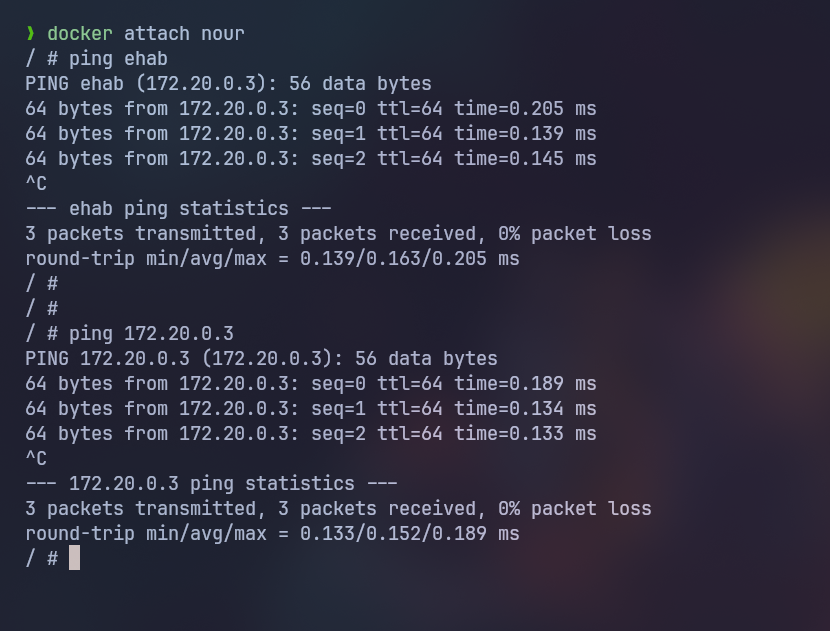 ❯ docker attach nour
/ # ping ehab
PING ehab (172.20.0.3): 56 data bytes
64 bytes from 172.20.0.3: seq=0 ttl=64 time=0.205 ms
64 bytes from 172.20.0.3: seq=1 ttl=64 time=0.139 ms
64 bytes from 172.20.0.3: seq=2 ttl=64 time=0.145 ms
^C
--- ehab ping statistics ---
3 packets transmitted, 3 packets received, 0% packet loss
round-trip min/avg/max = 0.139/0.163/0.205 ms
/ #
/ #
/ # ping 172.20.0.3
PING 172.20.0.3 (172.20.0.3): 56 data bytes
64 bytes from 172.20.0.3: seq=0 ttl=64 time=0.189 ms
64 bytes from 172.20.0.3: seq=1 ttl=64 time=0.134 ms
64 bytes from 172.20.0.3: seq=2 ttl=64 time=0.133 ms
^C
--- 172.20.0.3 ping statistics ---
3 packets transmitted, 3 packets received, 0% packet loss
round-trip min/avg/max = 0.133/0.152/0.189 ms
/ #